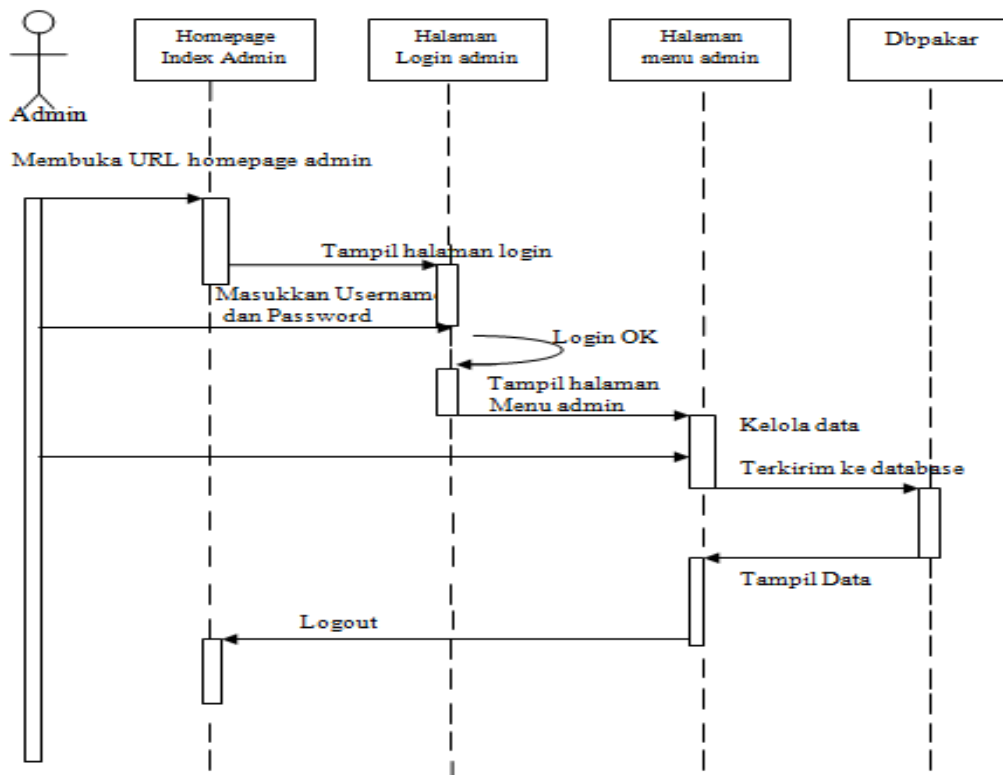 Homepage
Index Admin
Halaman
Login admin
Halaman
menu admin
Dbpakar
Admin
Membuka URL homepage admin
Tampil halaman login
Masukkan Username
dan Password
Login OK
Tampil halaman
Menu admin
Kelola data
Terkirim ke database
Tampil Data
Logout